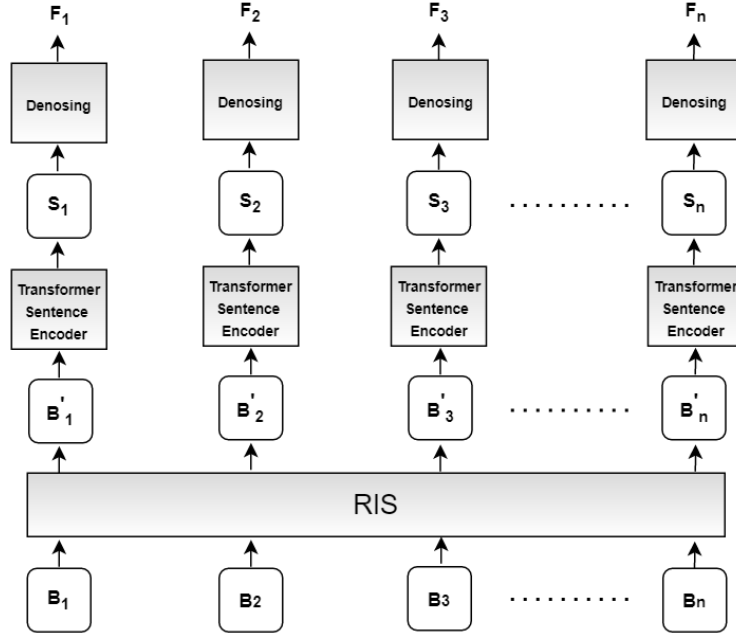 F1 F2 F3 Fn
Denosing Denosing Denosing Denosing
S1 S2 S3 .......... Sn
Transformer Transformer Transformer Transformer
Sentence Sentence Sentence Sentence
Encoder Encoder Encoder Encoder
B'1 B'2 B'3 .......... B'n
RIS
B1 B2 B3 .......... Bn